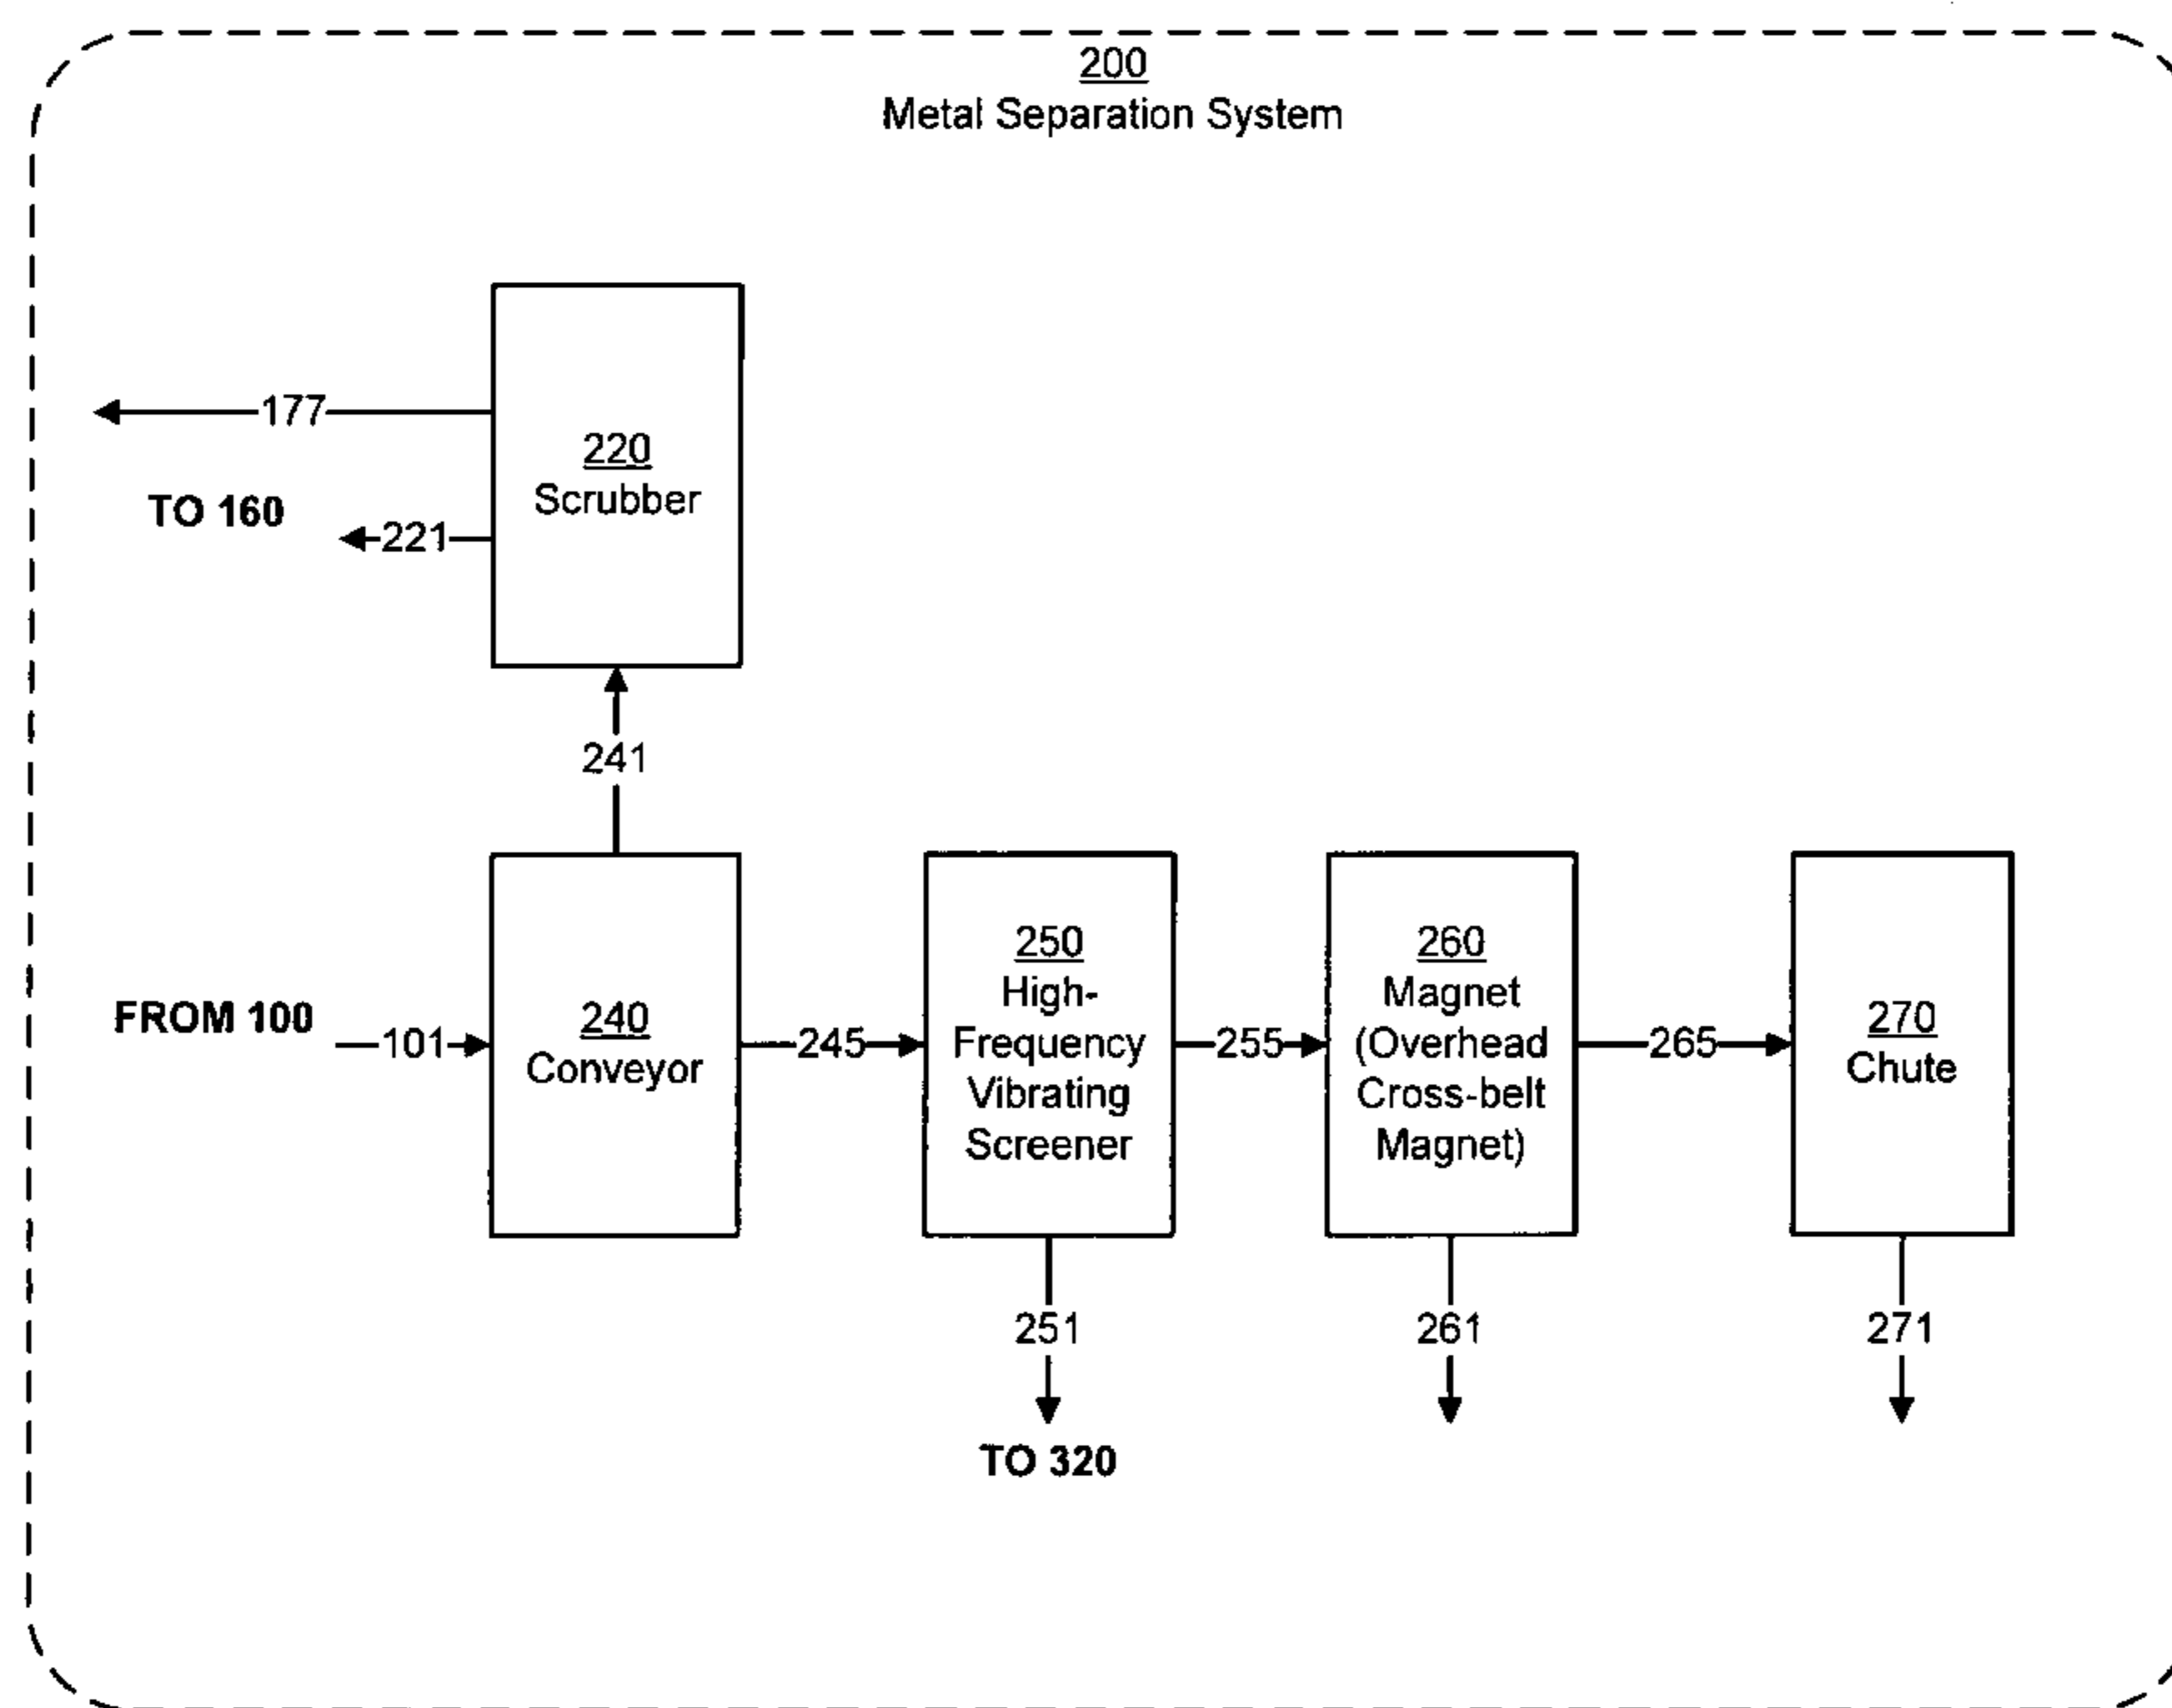 200
Metal Separation System
177
220
Scrubber
TO 160
221
241
FROM 100
101
240
Conveyor
245
250
High-
Frequency
Vibrating
Screener
255
260
Magnet
(Overhead
Cross-belt
Magnet)
265
270
Chute
251
261
271
TO 320